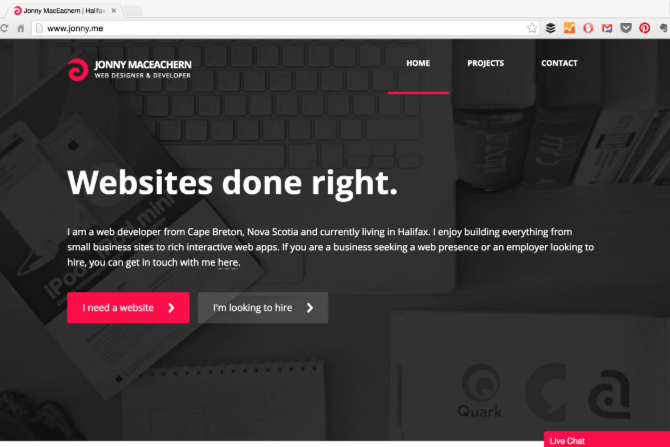 Jonny MacEachern | Halifax
www.jonny.me
JONNY MACEACHERN
WEB DESIGNER & DEVELOPER
HOME
PROJECTS
CONTACT
Websites done right.
I am a web developer from Cape Breton, Nova Scotia and currently living in Halifax. I enjoy building everything from
small business sites to rich interactive web apps. If you are a business seeking a web presence or an employer looking to
hire, you can get in touch with me here.
I need a website
I'm looking to hire
iPod
iPad mini
Quark
Live Chat